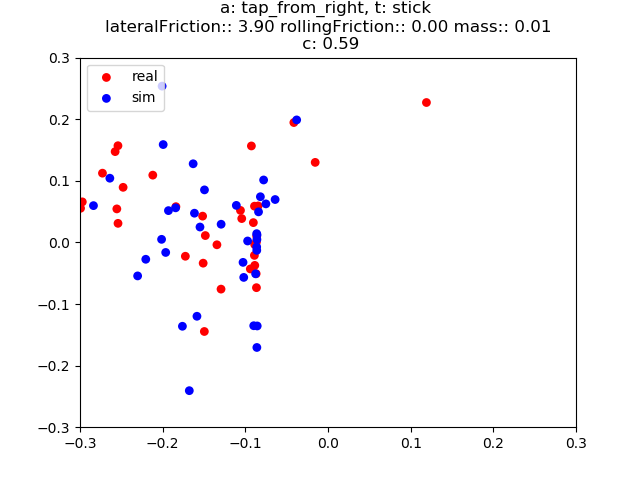 a: tap_from_right, t: stick
lateralFriction:: 3.90 rollingFriction:: 0.00 mass:: 0.01
c: 0.59
real
sim
0.3
0.2
0.1
0.0
−0.1
−0.2
−0.3
−0.3 −0.2 −0.1 0.0 0.1 0.2 0.3